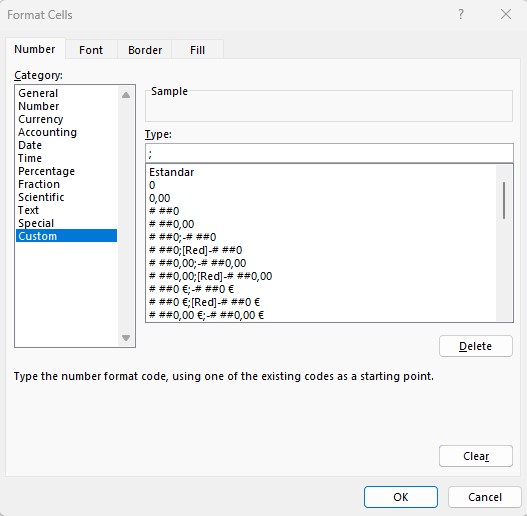 Format Cells
?
Number
Font
Border
Fill
Category:
General
Number
Currency
Accounting
Date
Time
Percentage
Fraction
Scientific
Text
Special
Custom
Sample
Type:
;
Estandar
0
0,00
# ##0
# ##0,00
# ##0;-# ##0
# ##0;[Red]-# ##0
# ##0,00;-# ##0,00
# ##0,00;[Red]-# ##0,00
# ##0 €;-# ##0 €
# ##0 €;[Red]-# ##0 €
# ##0,00 €;-# ##0,00 €
Delete
Type the number format code, using one of the existing codes as a starting point.
Clear
OK
Cancel